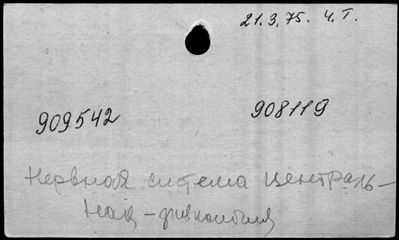 21.3.75. Ч.Т.
909542 908119
Нервная система централь-
ная - физиология